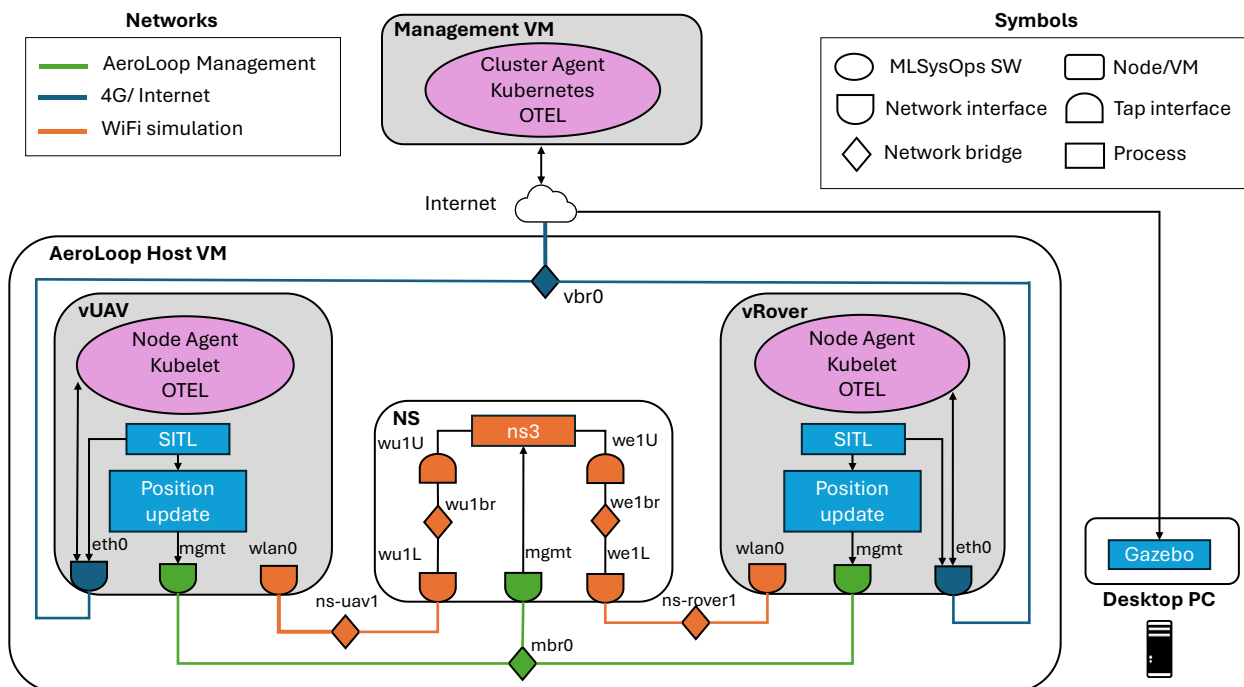 Networks
AeroLoop Management
4G/ Internet
WiFi simulation
Management VM
Cluster Agent
Kubernetes
OTEL
Symbols
MLSysOps SW
Node/VM
Network interface
Tap interface
Network bridge
Process
Internet
AeroLoop Host VM
vbr0
vUAV
Node Agent
Kubelet
OTEL
SITL
Position
update
eth0
mgmt
wlan0
NS
ns3
wu1U
we1U
wu1br
we1br
wu1L
mgmt
we1L
vRover
Node Agent
Kubelet
OTEL
SITL
Position
update
wlan0
mgmt
eth0
ns-uav1
ns-rover1
mbr0
Gazebo
Desktop PC